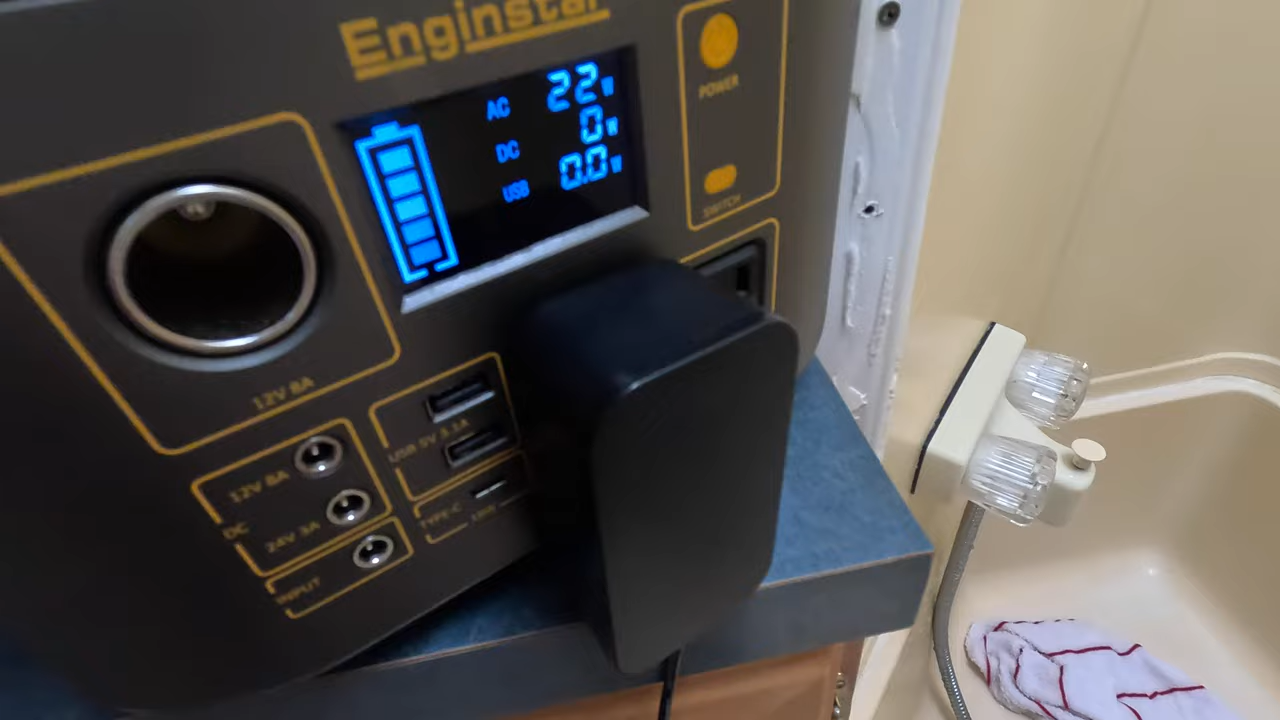 Enginstar
AC 22W
DC 0W
USB 0.0W
POWER
SWITCH
12V 8A
USB 5V 3.1A
12V 8A
DC
24V 3A
TYPE-C
INPUT